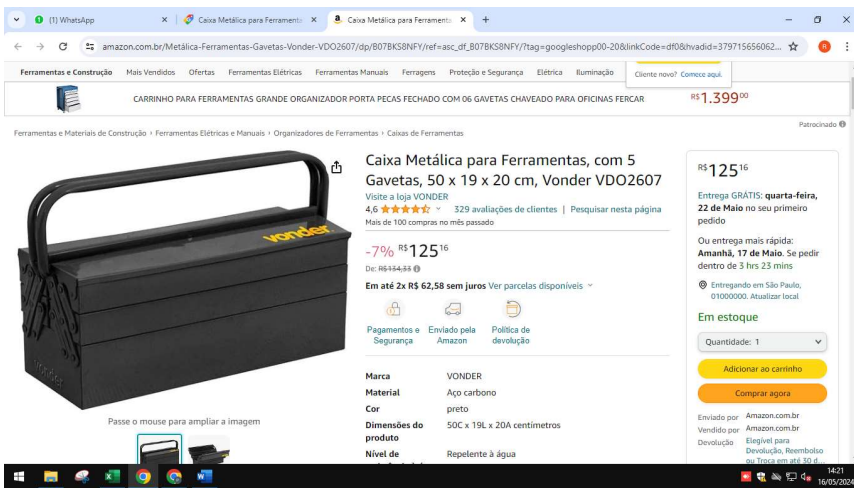 (1) WhatsApp
Caixa Metálica para Ferramenta
Caixa Metálica para Ferramenta
amazon.com.br/Metálica-Ferramentas-Gavetas-Vonder-VDO2607/dp/B07BKS8NFY/ref=asc_df_B07BKS8NFY/?tag=googleshopp00-20&linkCode=df0&hvadid=379715656062...
R
Ferramentas e Construção Mais Vendidos Ofertas Ferramentas Elétricas Ferramentas Manuais Ferragens Proteção e Segurança Elétrica Iluminação
Cliente novo? Comece aqui.
CARRINHO PARA FERRAMENTAS GRANDE ORGANIZADOR PORTA PECAS FECHADO COM 06 GAVETAS CHAVEADO PARA OFICINAS FERCAR
R$1.39900
Patrocinado
Ferramentas e Materiais de Construção › Ferramentas Elétricas e Manuais › Organizadores de Ferramentas › Caixas de Ferramentas
vonder
vonder
Passe o mouse para ampliar a imagem
Caixa Metálica para Ferramentas, com 5
Gavetas, 50 x 19 x 20 cm, Vonder VDO2607
Visite a loja VONDER
4,6 329 avaliações de clientes | Pesquisar nesta página
Mais de 100 compras no mês passado
-7% R$12516
De: R$134,33
Em até 2x R$ 62,58 sem juros Ver parcelas disponíveis
Pagamentos e
Segurança
Enviado pela
Amazon
Política de
devolução
Marca VONDER
Material Aço carbono
Cor preto
Dimensões do
produto
50C x 19L x 20A centímetros
Nível de
Repelente à água
R$12516
Entrega GRÁTIS: quarta-feira,
22 de Maio no seu primeiro
pedido
Ou entrega mais rápida:
Amanhã, 17 de Maio. Se pedir
dentro de 3 hrs 23 mins
Entregando em São Paulo,
01000000. Atualizar local
Em estoque
Quantidade: 1
Adicionar ao carrinho
Comprar agora
Enviado por Amazon.com.br
Vendido por Amazon.com.br
Devolução Elegível para
Devolução, Reembolso
ou Troca em até 30 d...
14:21
16/05/2024